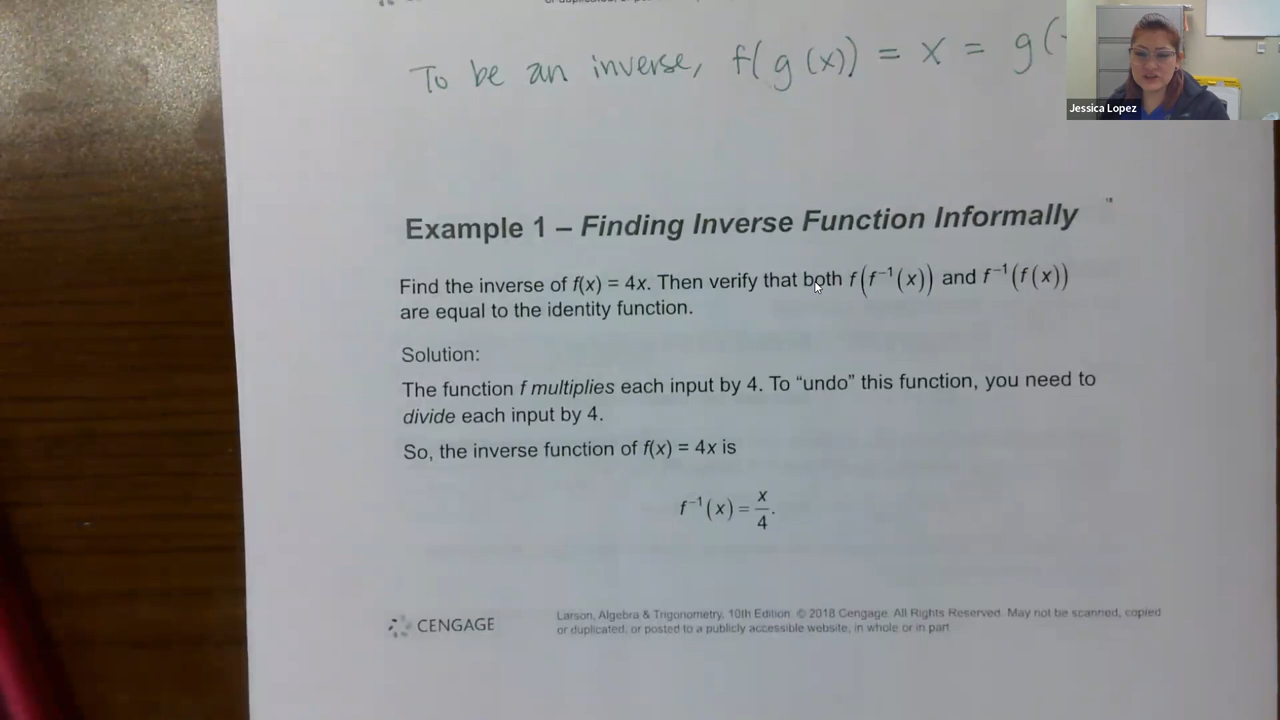 To be an inverse, f(g(x)) = x = g(
Jessica Lopez
Example 1 – Finding Inverse Function Informally
Find the inverse of f(x) = 4x. Then verify that both f(f⁻¹(x)) and f⁻¹(f(x))
are equal to the identity function.
Solution:
The function f multiplies each input by 4. To “undo” this function, you need to
divide each input by 4.
So, the inverse function of f(x) = 4x is
f⁻¹(x) = x/4.
CENGAGE
Larson, Algebra & Trigonometry, 10th Edition. © 2018 Cengage. All Rights Reserved. May not be scanned, copied
or duplicated, or posted to a publicly accessible website, in whole or in part